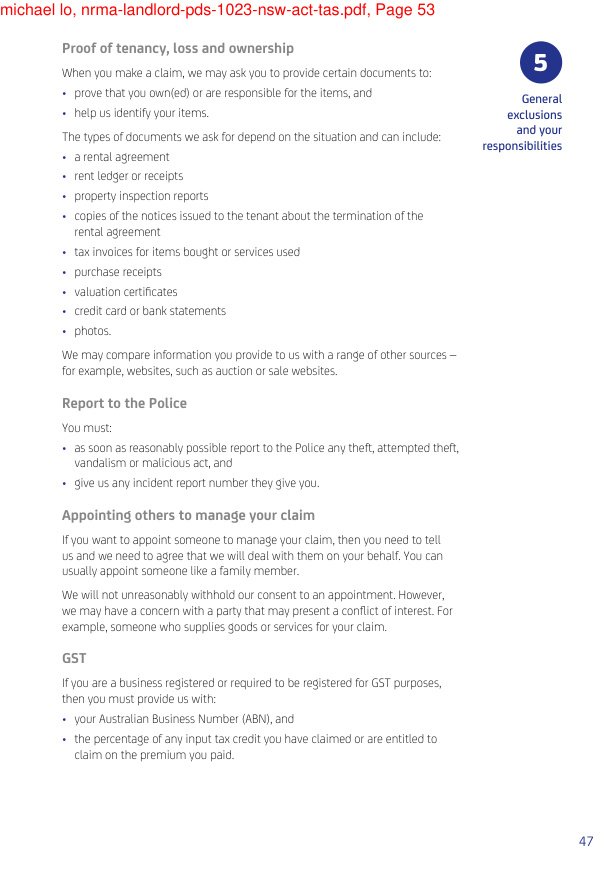 michael lo, nrma-landlord-pds-1023-nsw-act-tas.pdf, Page 53
Proof of tenancy, loss and ownership
When you make a claim, we may ask you to provide certain documents to:
• prove that you own(ed) or are responsible for the items, and
• help us identify your items.
The types of documents we ask for depend on the situation and can include:
• a rental agreement
• rent ledger or receipts
• property inspection reports
• copies of the notices issued to the tenant about the termination of the
rental agreement
• tax invoices for items bought or services used
• purchase receipts
• valuation certificates
• credit card or bank statements
• photos.
We may compare information you provide to us with a range of other sources –
for example, websites, such as auction or sale websites.
Report to the Police
You must:
• as soon as reasonably possible report to the Police any theft, attempted theft,
vandalism or malicious act, and
• give us any incident report number they give you.
Appointing others to manage your claim
If you want to appoint someone to manage your claim, then you need to tell
us and we need to agree that we will deal with them on your behalf. You can
usually appoint someone like a family member.
We will not unreasonably withhold our consent to an appointment. However,
we may have a concern with a party that may present a conflict of interest. For
example, someone who supplies goods or services for your claim.
GST
If you are a business registered or required to be registered for GST purposes,
then you must provide us with:
• your Australian Business Number (ABN), and
• the percentage of any input tax credit you have claimed or are entitled to
claim on the premium you paid.
5
General
exclusions
and your
responsibilities
47